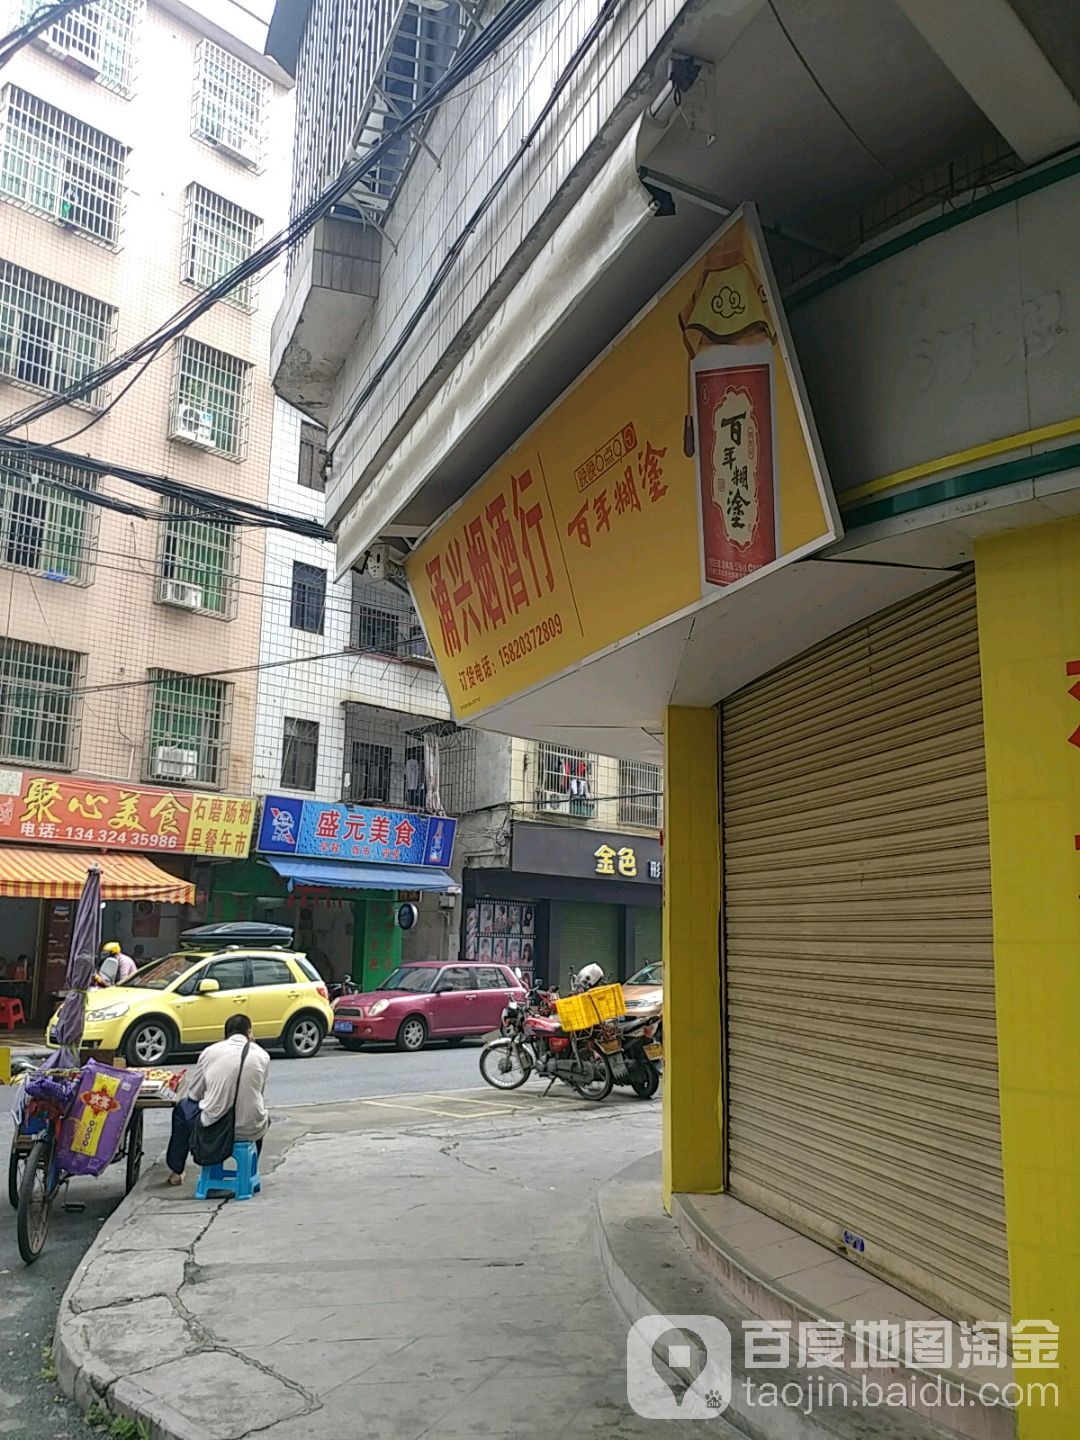 涌兴烟酒行
订货电话：15820372809
百年糊涂
百年糊涂
聚心美食
电话：134 324 35986
石磨肠粉
早餐午市
盛元美食
金色
百度地图淘金
taojin.baidu.com